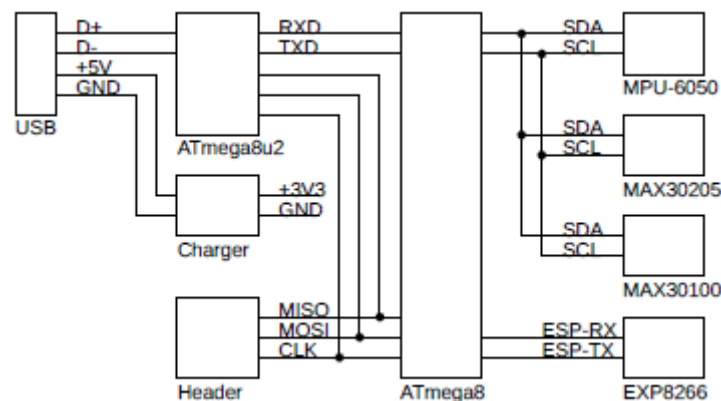 D+
D-
+5V
GND
USB
RXD
TXD
ATmega8u2
+3V3
GND
Charger
MISO
MOSI
CLK
Header
ATmega8
SDA
SCL
MPU-6050
SDA
SCL
MAX30205
SDA
SCL
MAX30100
ESP-RX
ESP-TX
EXP8266